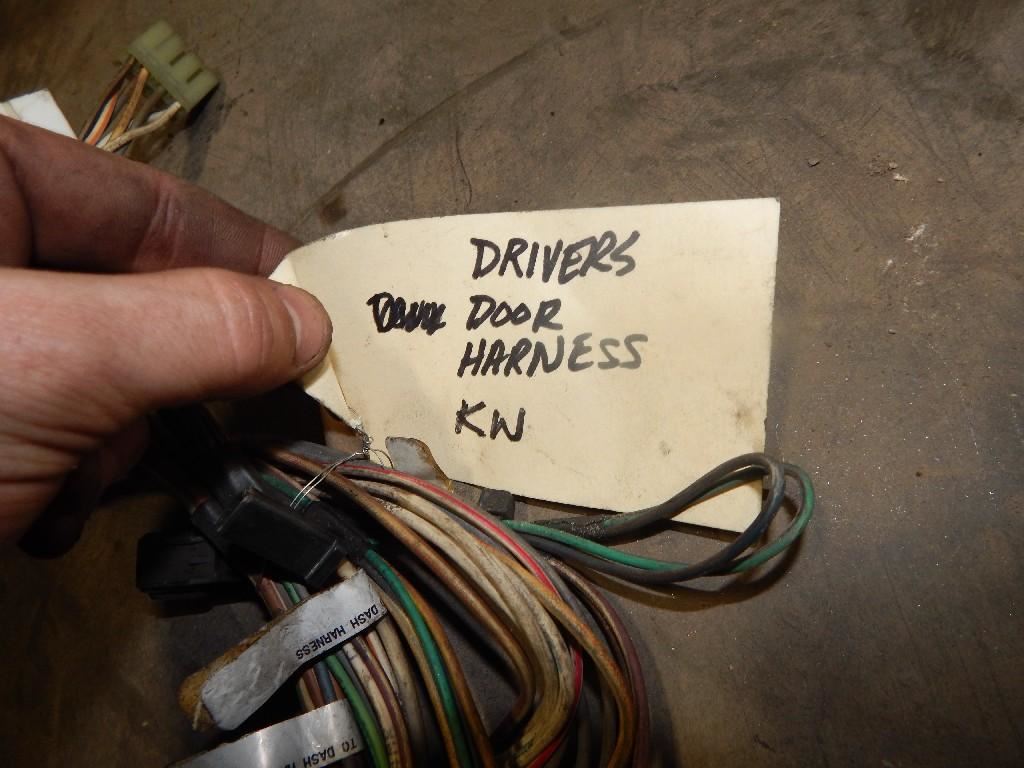 DRIVERS
DOOR
HARNESS
KW
DASH HARNESS
TO DASH